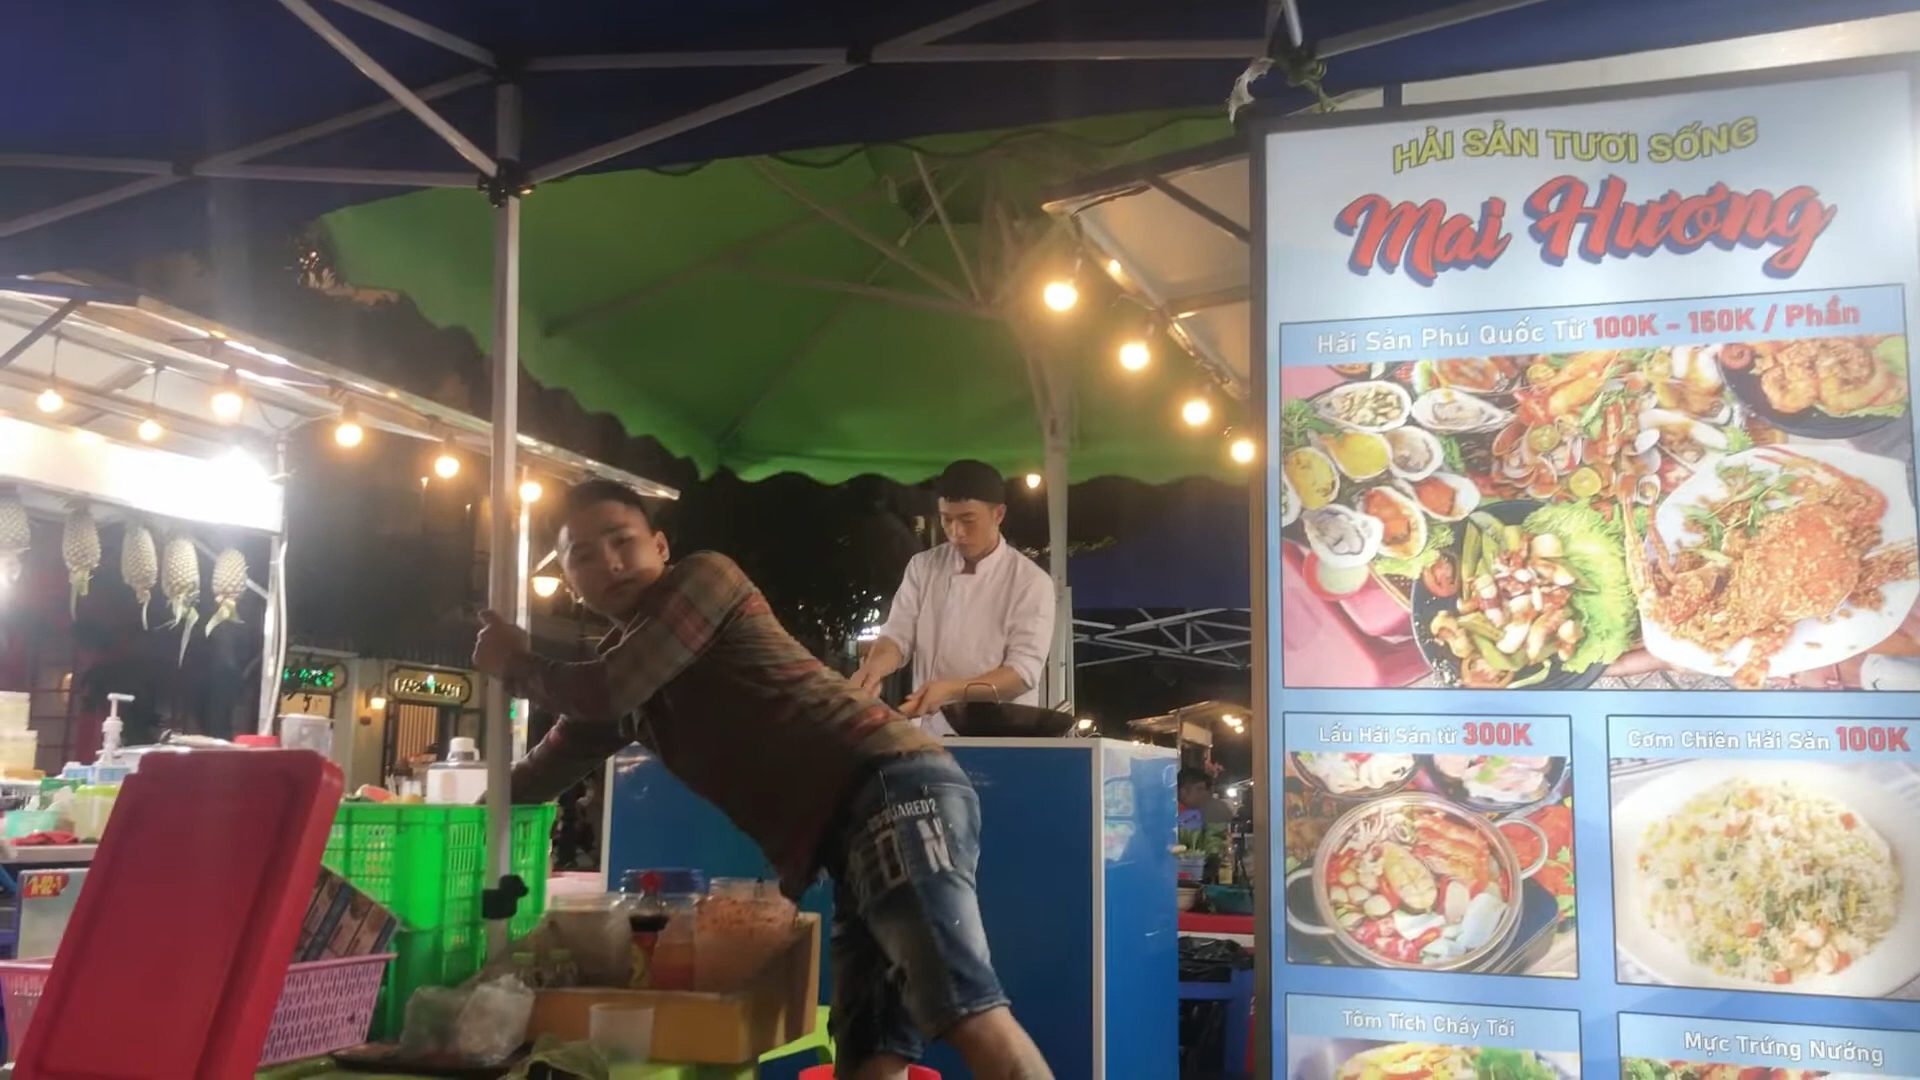 HẢI SẢN TƯƠI SỐNG
Mai Hương
Hải Sản Phú Quốc Từ 100K - 150K / Phần
Lẩu Hải Sản từ 300K
Cơm Chiên Hải Sản 100K
Tôm Tích Cháy Tỏi
Mực Trứng Nướng